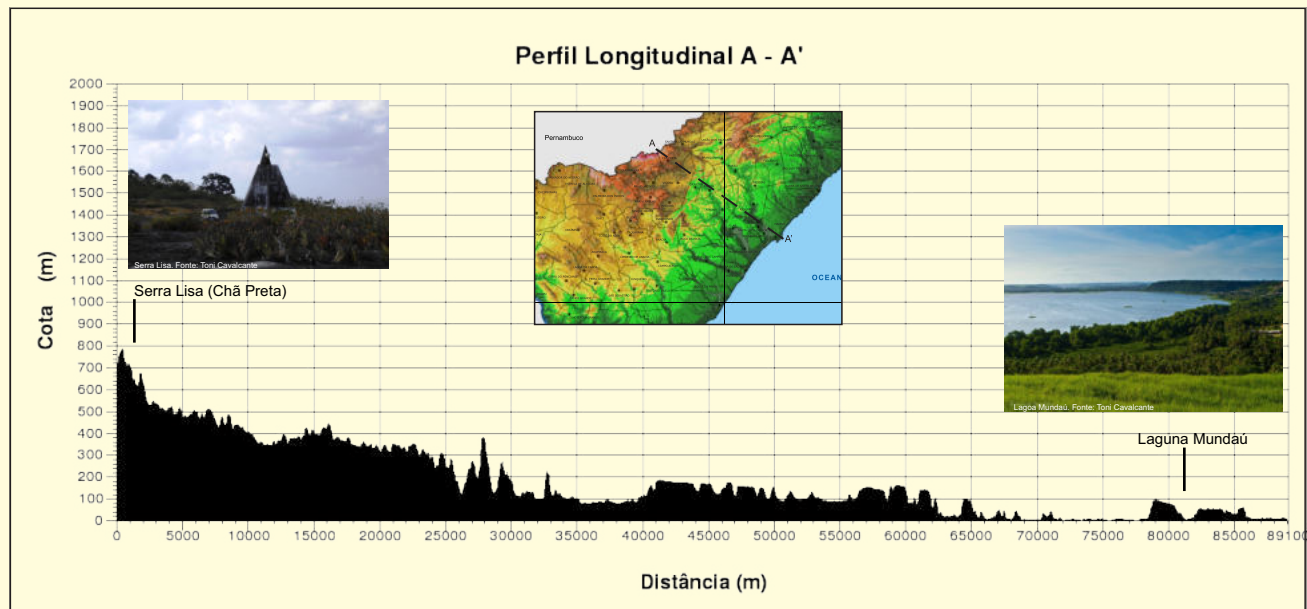 Perfil Longitudinal A - A'
2000
1900
1800
1700
1600
1500
1400
1300
1200
1100
1000
900
800
700
600
500
400
300
200
100
0
Cota (m)
Serra Lisa. Fonte: Toni Cavalcante
Serra Lisa (Chã Preta)
Pernambuco
A
A'
OCEAN
Lagoa Mundaú. Fonte: Toni Cavalcante
Laguna Mundaú
0 5000 10000 15000 20000 25000 30000 35000 40000 45000 50000 55000 60000 65000 70000 75000 80000 85000 89100
Distância (m)